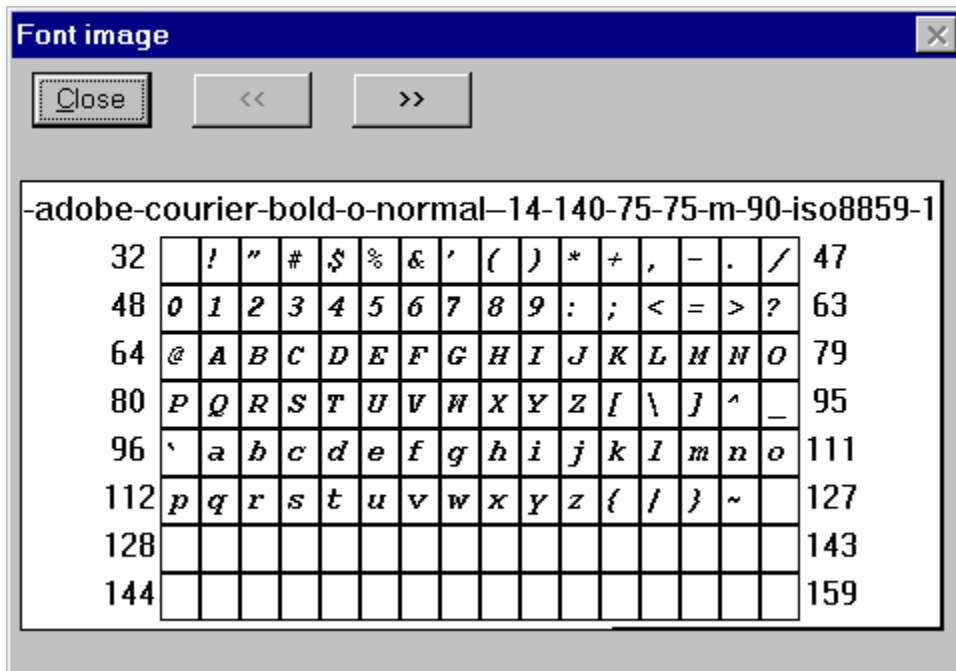 Font image
Close << >>
-adobe-courier-bold-o-normal--14-140-75-75-m-90-iso8859-1
32 ! " # $ % & ' ( ) * + , - . / 47
48 0 1 2 3 4 5 6 7 8 9 : ; < = > ? 63
64 @ A B C D E F G H I J K L M N O 79
80 P Q R S T U V W X Y Z [ \ ] ^ _ 95
96 ` a b c d e f g h i j k l m n o 111
112 p q r s t u v w x y z { | } ~ 127
128 143
144 159